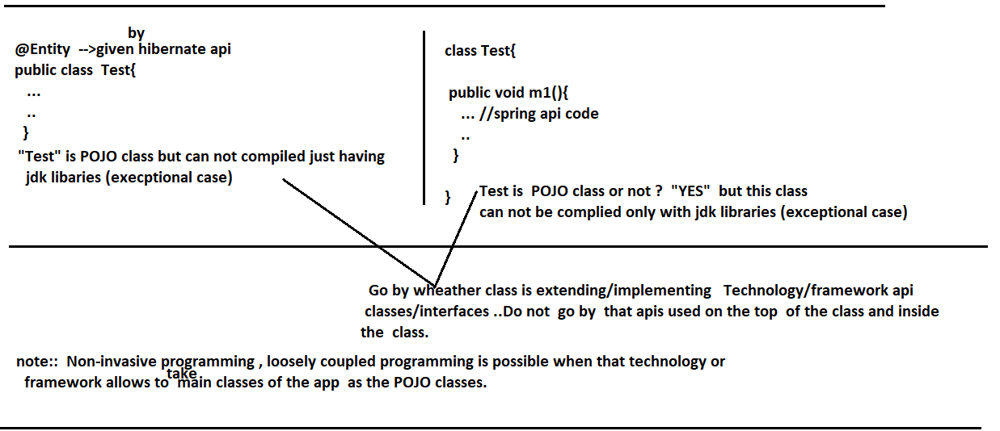 by
@Entity -->given hibernate api
public class Test{
...
..
}
"Test" is POJO class but can not compiled just having
jdk libaries (execptional case)
class Test{
public void m1(){
... //spring api code
..
}
}
Test is POJO class or not ? "YES" but this class
can not be complied only with jdk libraries (exceptional case)
Go by wheather class is extending/implementing Technology/framework api
classes/interfaces ..Do not go by that apis used on the top of the class and inside
the class.
note:: Non-invasive programming , loosely coupled programming is possible when that technology or
take
framework allows to main classes of the app as the POJO classes.